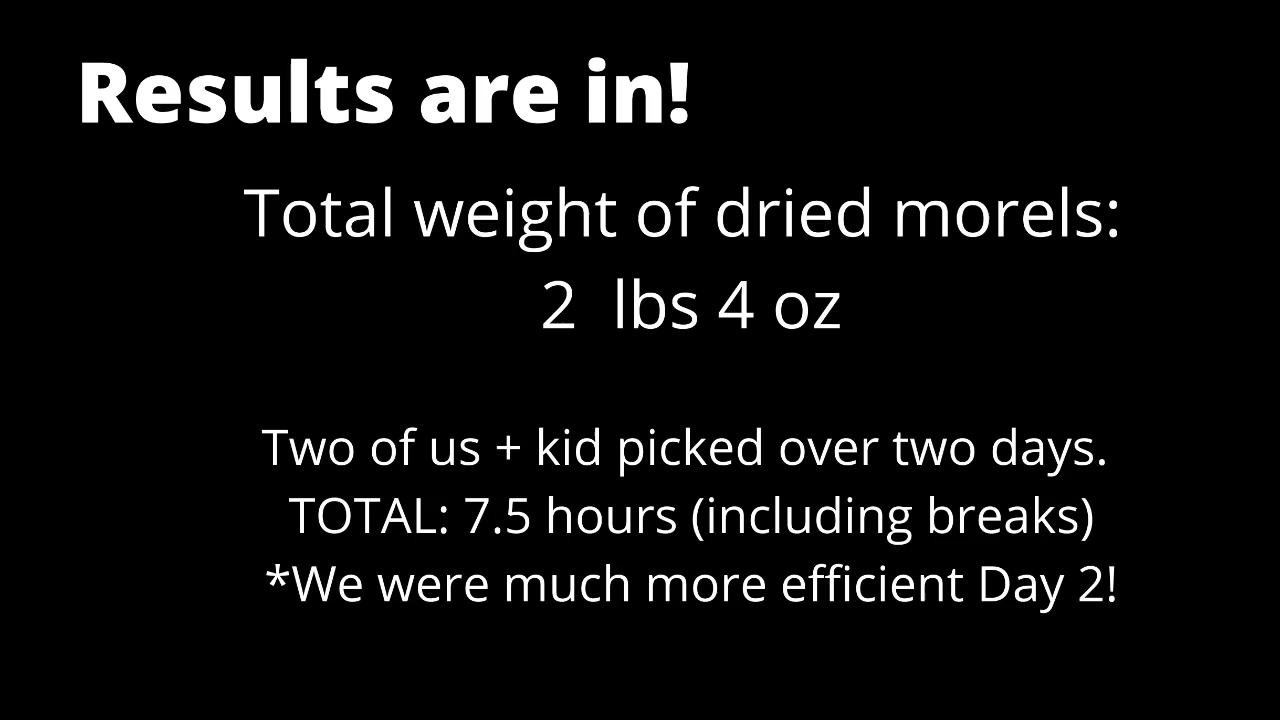 Results are in!
Total weight of dried morels:
2  lbs 4 oz
Two of us + kid picked over two days.
TOTAL: 7.5 hours (including breaks)
*We were much more efficient Day 2!